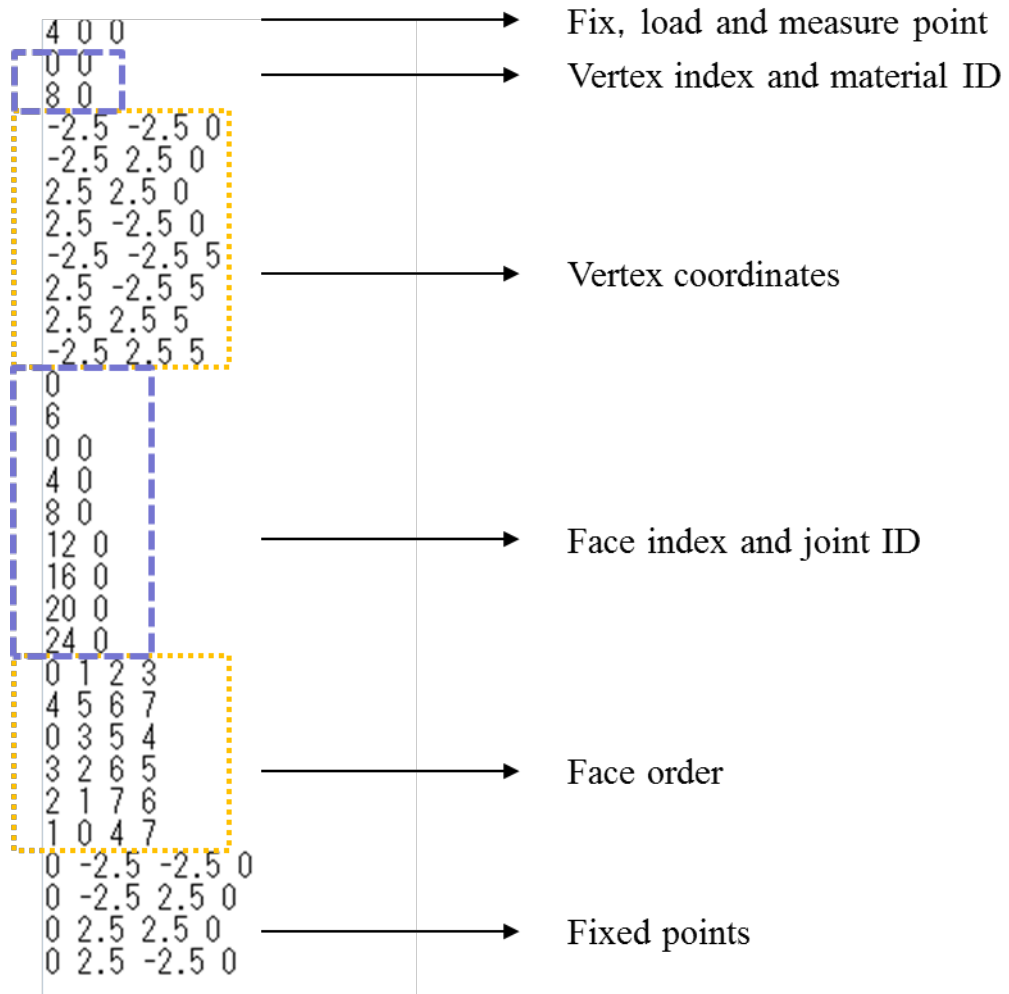 4 0 0 Fix, load and measure point
0 0 Vertex index and material ID
8 0
-2.5 -2.5 0
-2.5 2.5 0
2.5 2.5 0
2.5 -2.5 0
-2.5 -2.5 5
Vertex coordinates
2.5 -2.5 5
2.5 2.5 5
-2.5 2.5 5
0
6
0 0
4 0
8 0
12 0 Face index and joint ID
16 0
20 0
24 0
0 1 2 3
4 5 6 7
0 3 5 4
3 2 6 5 Face order
2 1 7 6
1 0 4 7
0 -2.5 -2.5 0
0 -2.5 2.5 0
0 2.5 2.5 0 Fixed points
0 2.5 -2.5 0